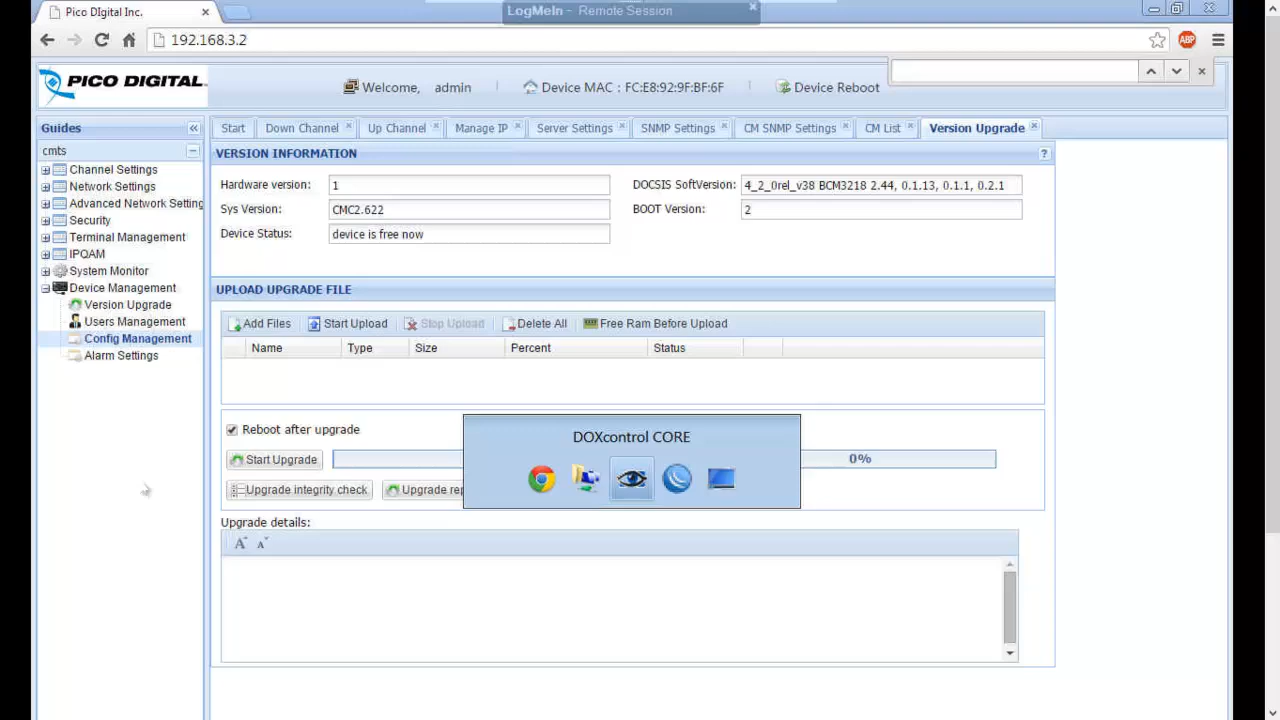 Pico DIgital Inc.
LogMeIn - Remote Session
192.168.3.2
ABP
PICO DIGITAL
Welcome, admin
Device MAC : FC:E8:92:9F:BF:6F
Device Reboot
Guides
Start
Down Channel
Up Channel
Manage IP
Server Settings
SNMP Settings
CM SNMP Settings
CM List
Version Upgrade
cmts
Channel Settings
Network Settings
Advanced Network Setting
Security
Terminal Management
IPQAM
System Monitor
Device Management
Version Upgrade
Users Management
Config Management
Alarm Settings
VERSION INFORMATION
?
Hardware version: 1
DOCSIS SoftVersion: 4_2_0rel_v38 BCM3218 2.44, 0.1.13, 0.1.1, 0.2.1
Sys Version: CMC2.622
BOOT Version: 2
Device Status: device is free now
UPLOAD UPGRADE FILE
Add Files
Start Upload
Stop Upload
Delete All
Free Ram Before Upload
Name Type Size Percent Status
Reboot after upgrade
DOXcontrol CORE
Start Upgrade
0%
Upgrade integrity check
Upgrade rep
Upgrade details:
A A